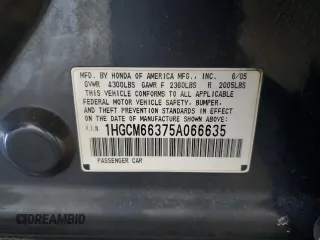 MFD. BY HONDA OF AMERICA MFG., INC. 6/05
GVWR 4300LBS GAWR F 2360LBS R 2005LBS
THIS VEHICLE CONFORMS TO ALL APPLICABLE
FEDERAL MOTOR VEHICLE SAFETY, BUMPER,
AND THEFT PREVENTION STANDARDS IN
EFFECT ON THE DATE OF MANUFACTURE
SHOWN ABOVE.
V.I.N. 1HGCM66375A066635
PASSENGER CAR
© DREAMBID